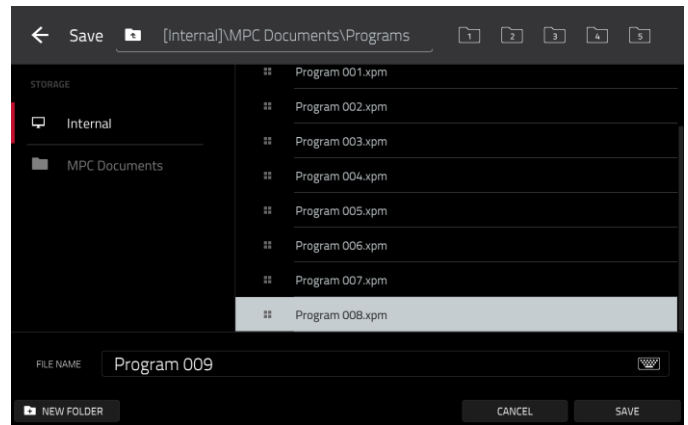 Save [Internal]\MPC Documents\Programs 1 2 3 4 5
STORAGE
Internal
MPC Documents
Program 001.xpm
Program 002.xpm
Program 003.xpm
Program 004.xpm
Program 005.xpm
Program 006.xpm
Program 007.xpm
Program 008.xpm
FILE NAME Program 009
NEW FOLDER CANCEL SAVE